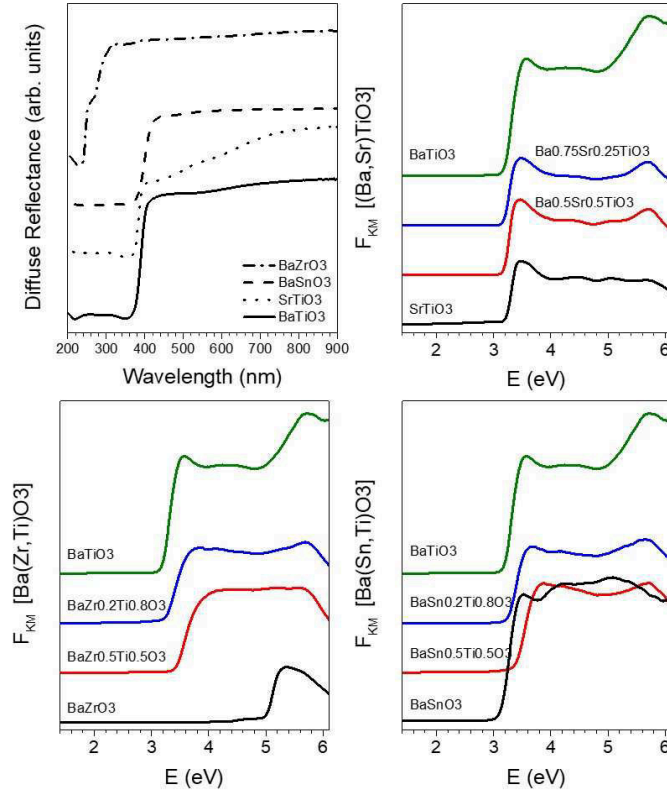 Diffuse Reflectance (arb. units)
BaZrO3
BaSnO3
SrTiO3
BaTiO3
200 300 400 500 600 700 800 900
Wavelength (nm)
F_KM [(Ba,Sr)TiO3]
BaTiO3
Ba0.75Sr0.25TiO3
Ba0.5Sr0.5TiO3
SrTiO3
2 3 4 5 6
E (eV)
F_KM [Ba(Zr,Ti)O3]
BaTiO3
BaZr0.2Ti0.8O3
BaZr0.5Ti0.5O3
BaZrO3
2 3 4 5 6
E (eV)
F_KM [Ba(Sn,Ti)O3]
BaTiO3
BaSn0.2Ti0.8O3
BaSn0.5Ti0.5O3
BaSnO3
2 3 4 5 6
E (eV)